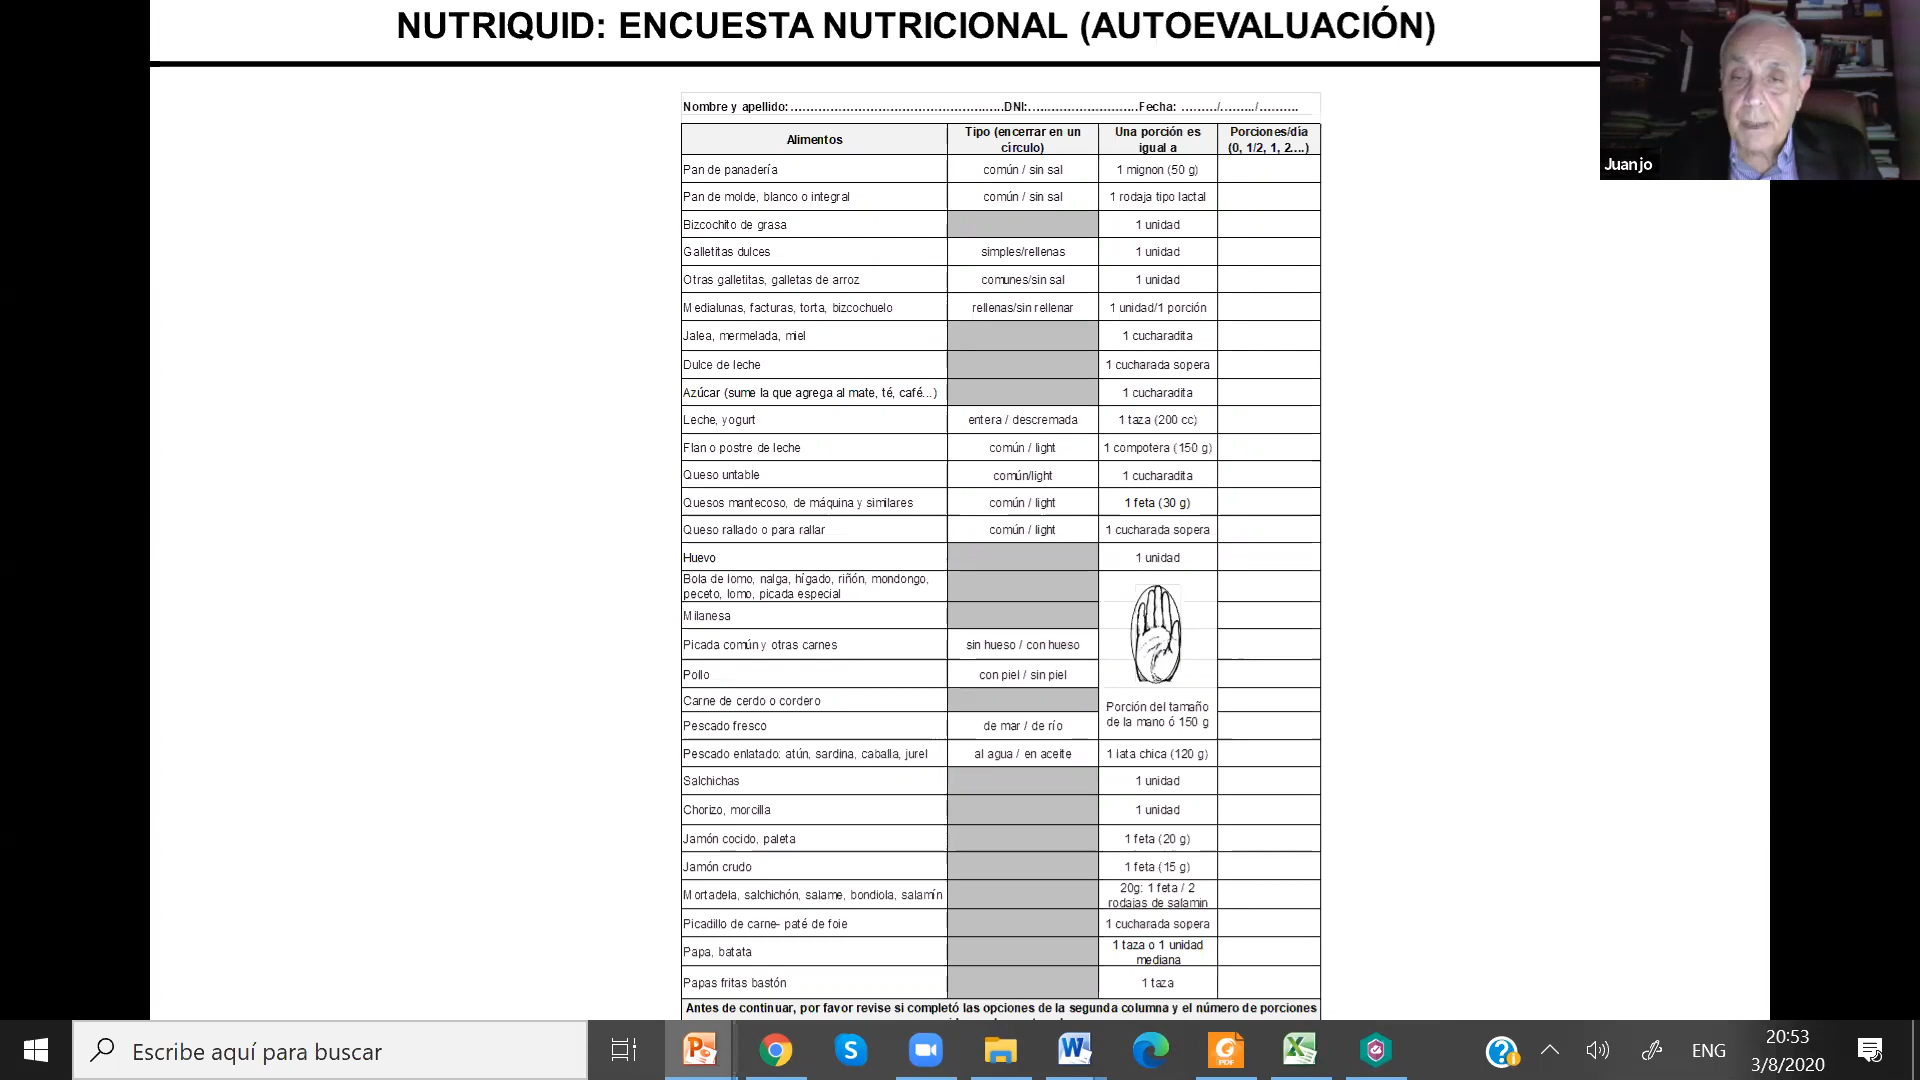 NUTRIQUID: ENCUESTA NUTRICIONAL (AUTOEVALUACIÓN)
Juanjo
Nombre y apellido:.....................................................DNI:............................Fecha: ........./........./..........
Alimentos
Tipo (encerrar en un círculo)
Una porción es igual a
Porciones/día (0, 1/2, 1, 2....)
Pan de panadería común / sin sal 1 mignon (50 g)
Pan de molde, blanco o integral común / sin sal 1 rodaja tipo lactal
Bizcochito de grasa 1 unidad
Galletitas dulces simples/rellenas 1 unidad
Otras galletitas, galletas de arroz comunes/sin sal 1 unidad
Medialunas, facturas, torta, bizcochuelo rellenas/sin rellenar 1 unidad/1 porción
Jalea, mermelada, miel 1 cucharadita
Dulce de leche 1 cucharada sopera
Azúcar (sume la que agrega al mate, té, café...) 1 cucharadita
Leche, yogurt entera / descremada 1 taza (200 cc)
Flan o postre de leche común / light 1 compotera (150 g)
Queso untable común/light 1 cucharadita
Quesos mantecoso, de máquina y similares común / light 1 feta (30 g)
Queso rallado o para rallar común / light 1 cucharada sopera
Huevo 1 unidad
Bola de lomo, nalga, hígado, riñón, mondongo,
peceto, lomo, picada especial
Milanesa
Picada común y otras carnes sin hueso / con hueso
Pollo con piel / sin piel
Carne de cerdo o cordero
Porción del tamaño
de la mano ó 150 g
Pescado fresco de mar / de río
Pescado enlatado: atún, sardina, caballa, jurel al agua / en aceite 1 lata chica (120 g)
Salchichas 1 unidad
Chorizo, morcilla 1 unidad
Jamón cocido, paleta 1 feta (20 g)
Jamón crudo 1 feta (15 g)
Mortadela, salchichón, salame, bondiola, salamín 20g: 1 feta / 2
rodajas de salamin
Picadillo de carne- paté de foie 1 cucharada sopera
Papa, batata 1 taza o 1 unidad
mediana
Papas fritas bastón 1 taza
Antes de continuar, por favor revise si completó las opciones de la segunda columna y el número de porciones
Escribe aquí para buscar
ENG
20:53
3/8/2020